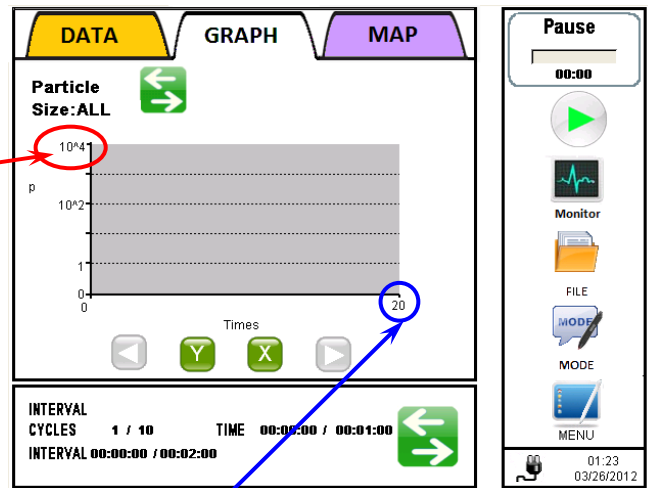 DATA GRAPH MAP
Particle
Size:ALL
10^4
p
10^2
1
0
0 20
Times
Y X
INTERVAL
CYCLES 1 / 10 TIME 00:00:00 / 00:01:00
INTERVAL 00:00:00 / 00:02:00
Pause
00:00
Monitor
FILE
MODE
MODE
MENU
01:23
03/26/2012